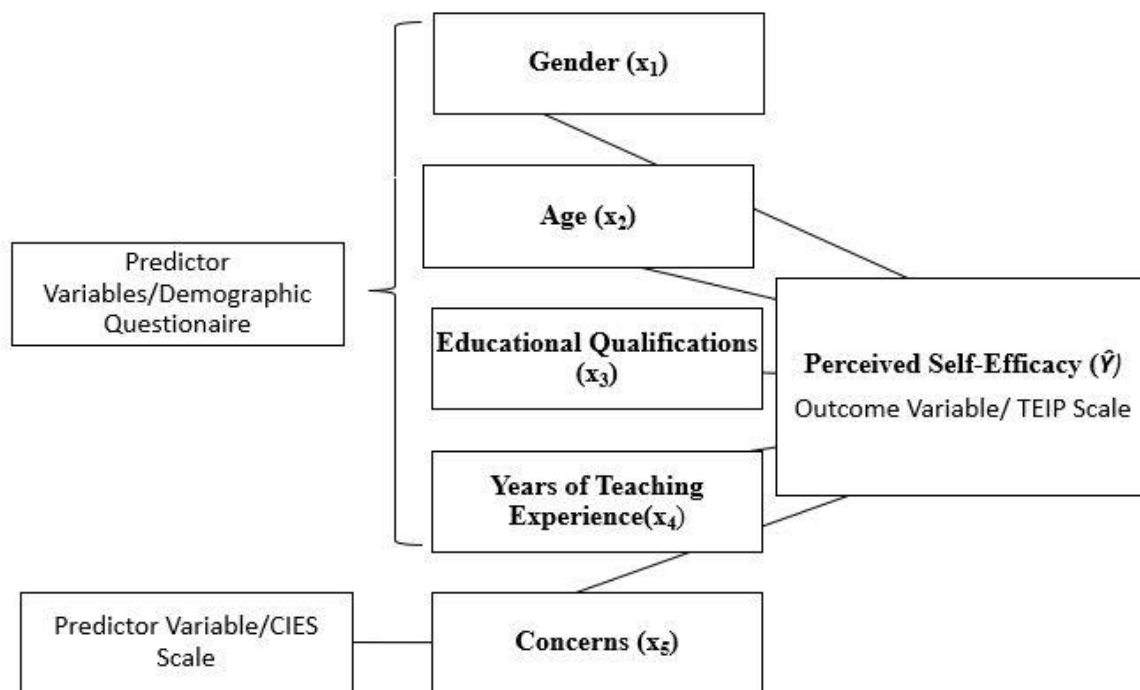 Gender (x₁)
Age (x₂)
Predictor
Variables/Demographic
Questionaire
Educational Qualifications
(x₃)
Perceived Self-Efficacy (Ŷ)
Outcome Variable/ TEIP Scale
Years of Teaching
Experience(x₄)
Predictor Variable/CIES
Scale
Concerns (x₅)